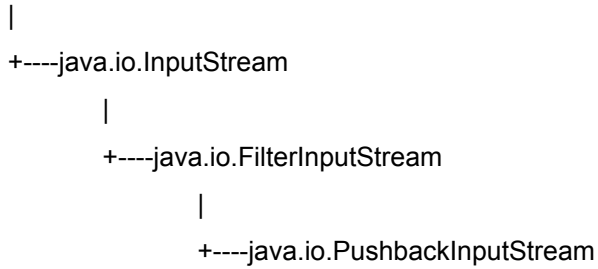 |
+----java.io.InputStream
|
+----java.io.FilterInputStream
|
+----java.io.PushbackInputStream